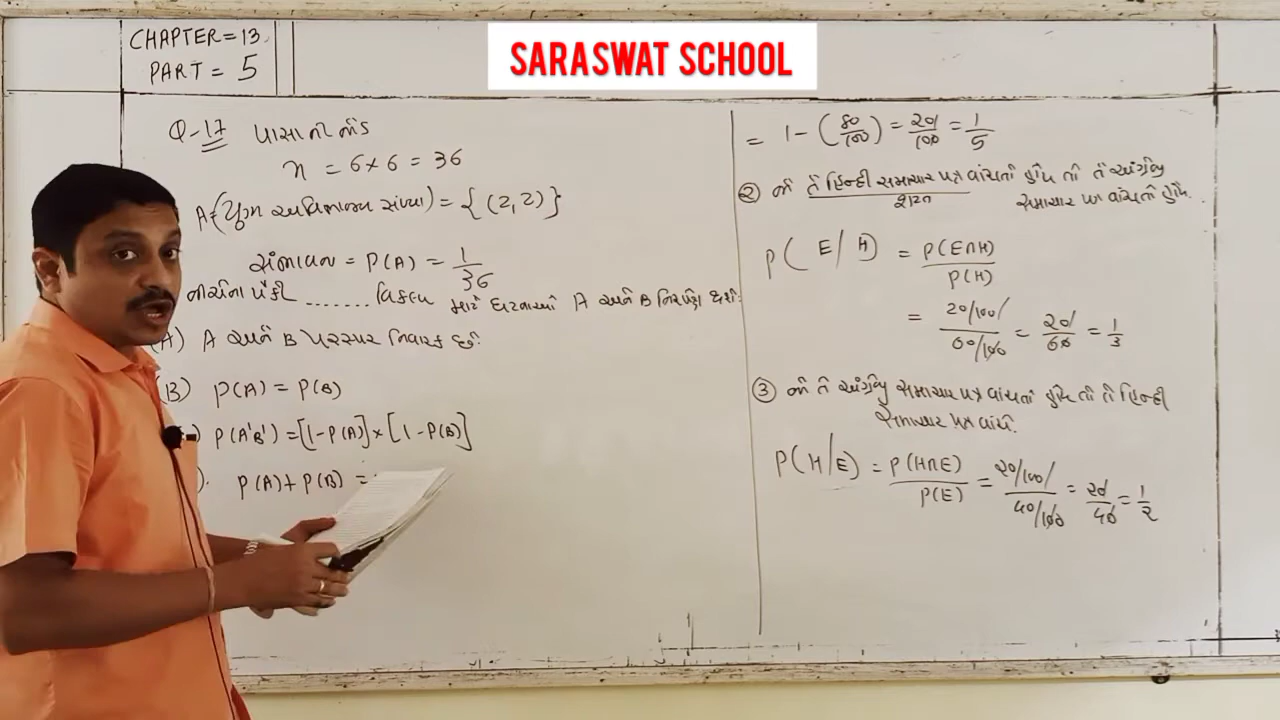 CHAPTER = 13
PART = 5
SARASWAT SCHOOL
Q-17 પાસાની જોડ
n = 6 × 6 = 36
A{યુગ્મ અવિભાજ્ય સંખ્યા} = { (2,2) }
સંભાવના = P(A) = 1/36
નીચેના પૈકી ........ વિકલ્પ માટે ઘટનાઓ A અને B નિરપેક્ષ થશે.
A) A અને B પરસ્પર નિવારક છે.
(B) P(A) = P(B)
) P(A'B') = [1-P(A)] × [1-P(B)]
). P(A) + P(B) =
= 1 - (80/100) = 20/100 = 1/5
② જો તે હિન્દી સમાચાર પત્ર વાંચતો હોય તો તે અંગ્રેજી
શરત સમાચાર પત્ર વાંચતો હોય.
P( E/H ) = P(E∩H)/P(H)
= 20/100/60/100 = 20/60 = 1/3
③ જો તે અંગ્રેજી સમાચાર પત્ર વાંચતો હોય તો તે હિન્દી
સમાચાર પત્ર વાંચે.
P(H/E) = P(H∩E)/P(E) = 20/100/40/100 = 20/40 = 1/2